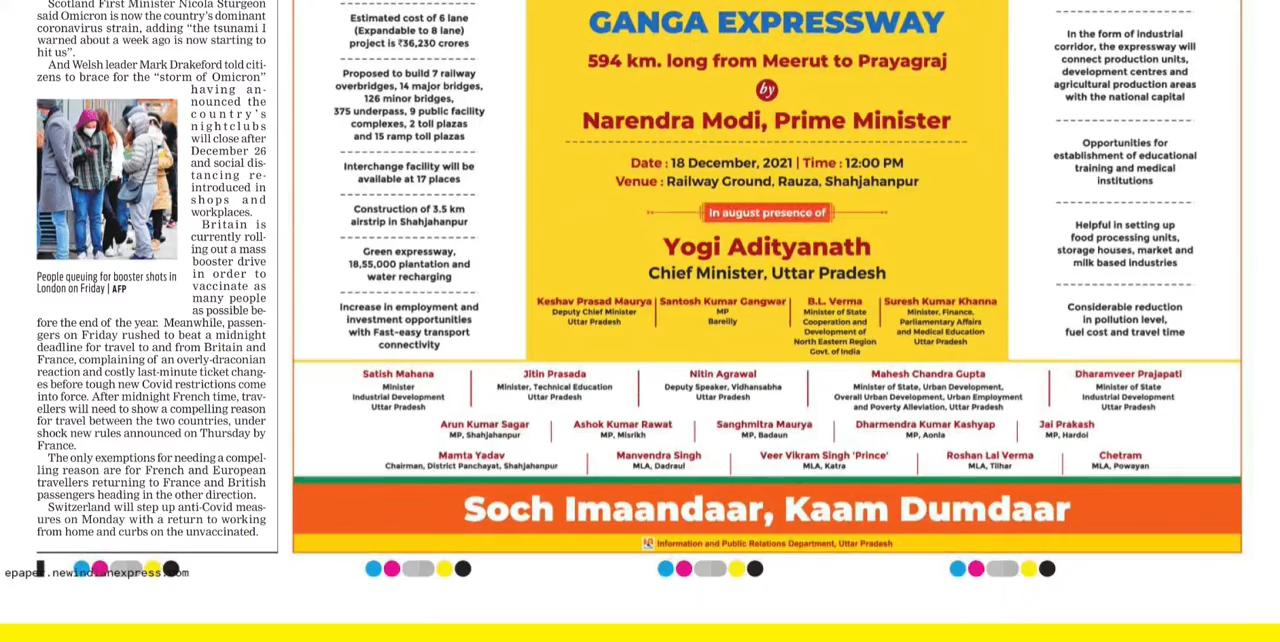 Scotland First Minister Nicola Sturgeon
said Omicron is now the country's dominant
coronavirus strain, adding "the tsunami I
warned about a week ago is now starting to
hit us".
And Welsh leader Mark Drakeford told citi-
zens to brace for the "storm of Omicron"
having an-
nounced the
country's
nightclubs
will close after
December 26
and social dis-
tancing re-
introduced in
shops and
workplaces.
Britain is
currently roll-
ing out a mass
booster drive
in order to
vaccinate as
many people
as possible be-
People queuing for booster shots in
London on Friday | AFP
fore the end of the year. Meanwhile, passen-
gers on Friday rushed to beat a midnight
deadline for travel to and from Britain and
France, complaining of an overly-draconian
reaction and costly last-minute ticket chang-
es before tough new Covid restrictions come
into force. After midnight French time, trav-
ellers will need to show a compelling reason
for travel between the two countries, under
shock new rules announced on Thursday by
France.
The only exemptions for needing a compel-
ling reason are for French and European
travellers returning to France and British
passengers heading in the other direction.
Switzerland will step up anti-Covid meas-
ures on Monday with a return to working
from home and curbs on the unvaccinated.
Estimated cost of 6 lane
(Expandable to 8 lane)
project is ₹36,230 crores
Proposed to build 7 railway
overbridges, 14 major bridges,
126 minor bridges,
375 underpass, 9 public facility
complexes, 2 toll plazas
and 15 ramp toll plazas
Interchange facility will be
available at 17 places
Construction of 3.5 km
airstrip in Shahjahanpur
Green expressway,
18,55,000 plantation and
water recharging
Increase in employment and
investment opportunities
with Fast-easy transport
connectivity
GANGA EXPRESSWAY
594 km. long from Meerut to Prayagraj
by
Narendra Modi, Prime Minister
Date : 18 December, 2021 | Time : 12:00 PM
Venue : Railway Ground, Rauza, Shahjahanpur
In august presence of
Yogi Adityanath
Chief Minister, Uttar Pradesh
Keshav Prasad Maurya
Deputy Chief Minister
Uttar Pradesh
Santosh Kumar Gangwar
MP
Bareilly
B.L. Verma
Minister of State
Cooperation and
Development of
North Eastern Region
Govt. of India
Suresh Kumar Khanna
Minister, Finance,
Parliamentary Affairs
and Medical Education
Uttar Pradesh
In the form of industrial
corridor, the expressway will
connect production units,
development centres and
agricultural production areas
with the national capital
Opportunities for
establishment of educational
training and medical
institutions
Helpful in setting up
food processing units,
storage houses, market and
milk based industries
Considerable reduction
in pollution level,
fuel cost and travel time
Satish Mahana
Minister
Industrial Development
Uttar Pradesh
Jitin Prasada
Minister, Technical Education
Uttar Pradesh
Nitin Agrawal
Deputy Speaker, Vidhansabha
Uttar Pradesh
Mahesh Chandra Gupta
Minister of State, Urban Development,
Overall Urban Development, Urban Employment
and Poverty Alleviation, Uttar Pradesh
Dharamveer Prajapati
Minister of State
Industrial Development
Uttar Pradesh
Arun Kumar Sagar
MP, Shahjahanpur
Ashok Kumar Rawat
MP, Misrikh
Sanghmitra Maurya
MP, Badaun
Dharmendra Kumar Kashyap
MP, Aonla
Jai Prakash
MP, Hardoi
Mamta Yadav
Chairman, District Panchayat, Shahjahanpur
Manvendra Singh
MLA, Dadraul
Veer Vikram Singh 'Prince'
MLA, Katra
Roshan Lal Verma
MLA, Tilhar
Chetram
MLA, Powayan
Soch Imaandaar, Kaam Dumdaar
Information and Public Relations Department, Uttar Pradesh
epaper.newindianexpress.com